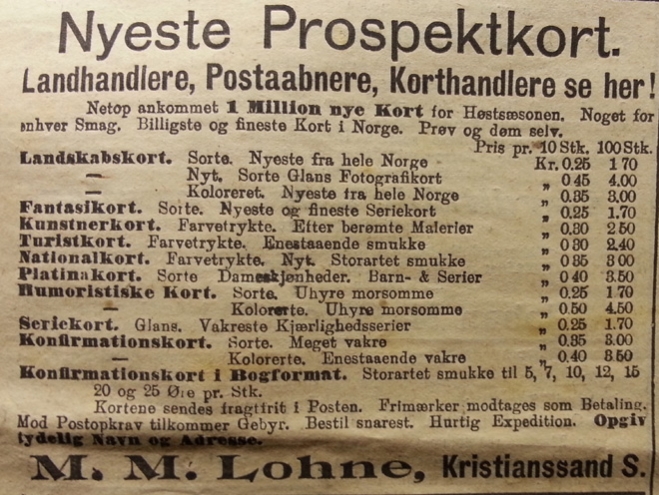 Nyeste Prospektkort.
Landhandlere, Postaabnere, Korthandlere se her!
Netop ankommet 1 Million nye Kort for Høstsæsonen. Noget for
enhver Smag. Billigste og fineste Kort i Norge. Prøv og døm selv.
Pris pr. 10 Stk. 100 Stk.
Landskabskort. Sorte. Nyeste fra hele Norge Kr. 0.25 1.70
— Nyt. Sorte Glans Fotografikort „ 0 45 4.00
— Koloreret. Nyeste fra hele Norge „ 0.35 3.00
Fantasikort. Sorte. Nyeste og fineste Seriekort „ 0.25 1.70
Kunstnerkort. Farvetrykte. Efter berømte Malerier „ 0.30 2 50
Turistkort. Farvetrykte. Enestaaende smukke „ 0 30 2.40
Nationalkort. Farvetrykte. Nyt. Storartet smukke „ 0 35 3 00
Platinakort. Sorte Dameskjønheder. Barn- & Serier „ 0 40 3.50
Humoristiske Kort. Sorte. Uhyre morsomme „ 0.25 1.70
— Kolorerte. Uhyre morsomme „ 0.50 4.50
Seriekort. Glans. Vakreste Kjærlighedsserier „ 0.25 1.70
Konfirmationskort. Sorte. Meget vakre „ 0.35 3.00
— Kolorerte. Enestaaende vakre „ 0.40 3 50
Konfirmationskort i Bogformat. Storartet smukke til 5, 7, 10, 12, 15
20 og 25 Øre pr. Stk.
Kortene sendes fragtfrit i Posten. Frimærker modtages som Betaling.
Mod Postopkrav tilkommer Gebyr. Bestil snarest. Hurtig Expedition. Opgiv
tydelig Navn og Adresse.
M. M. Lohne, Kristianssand S.